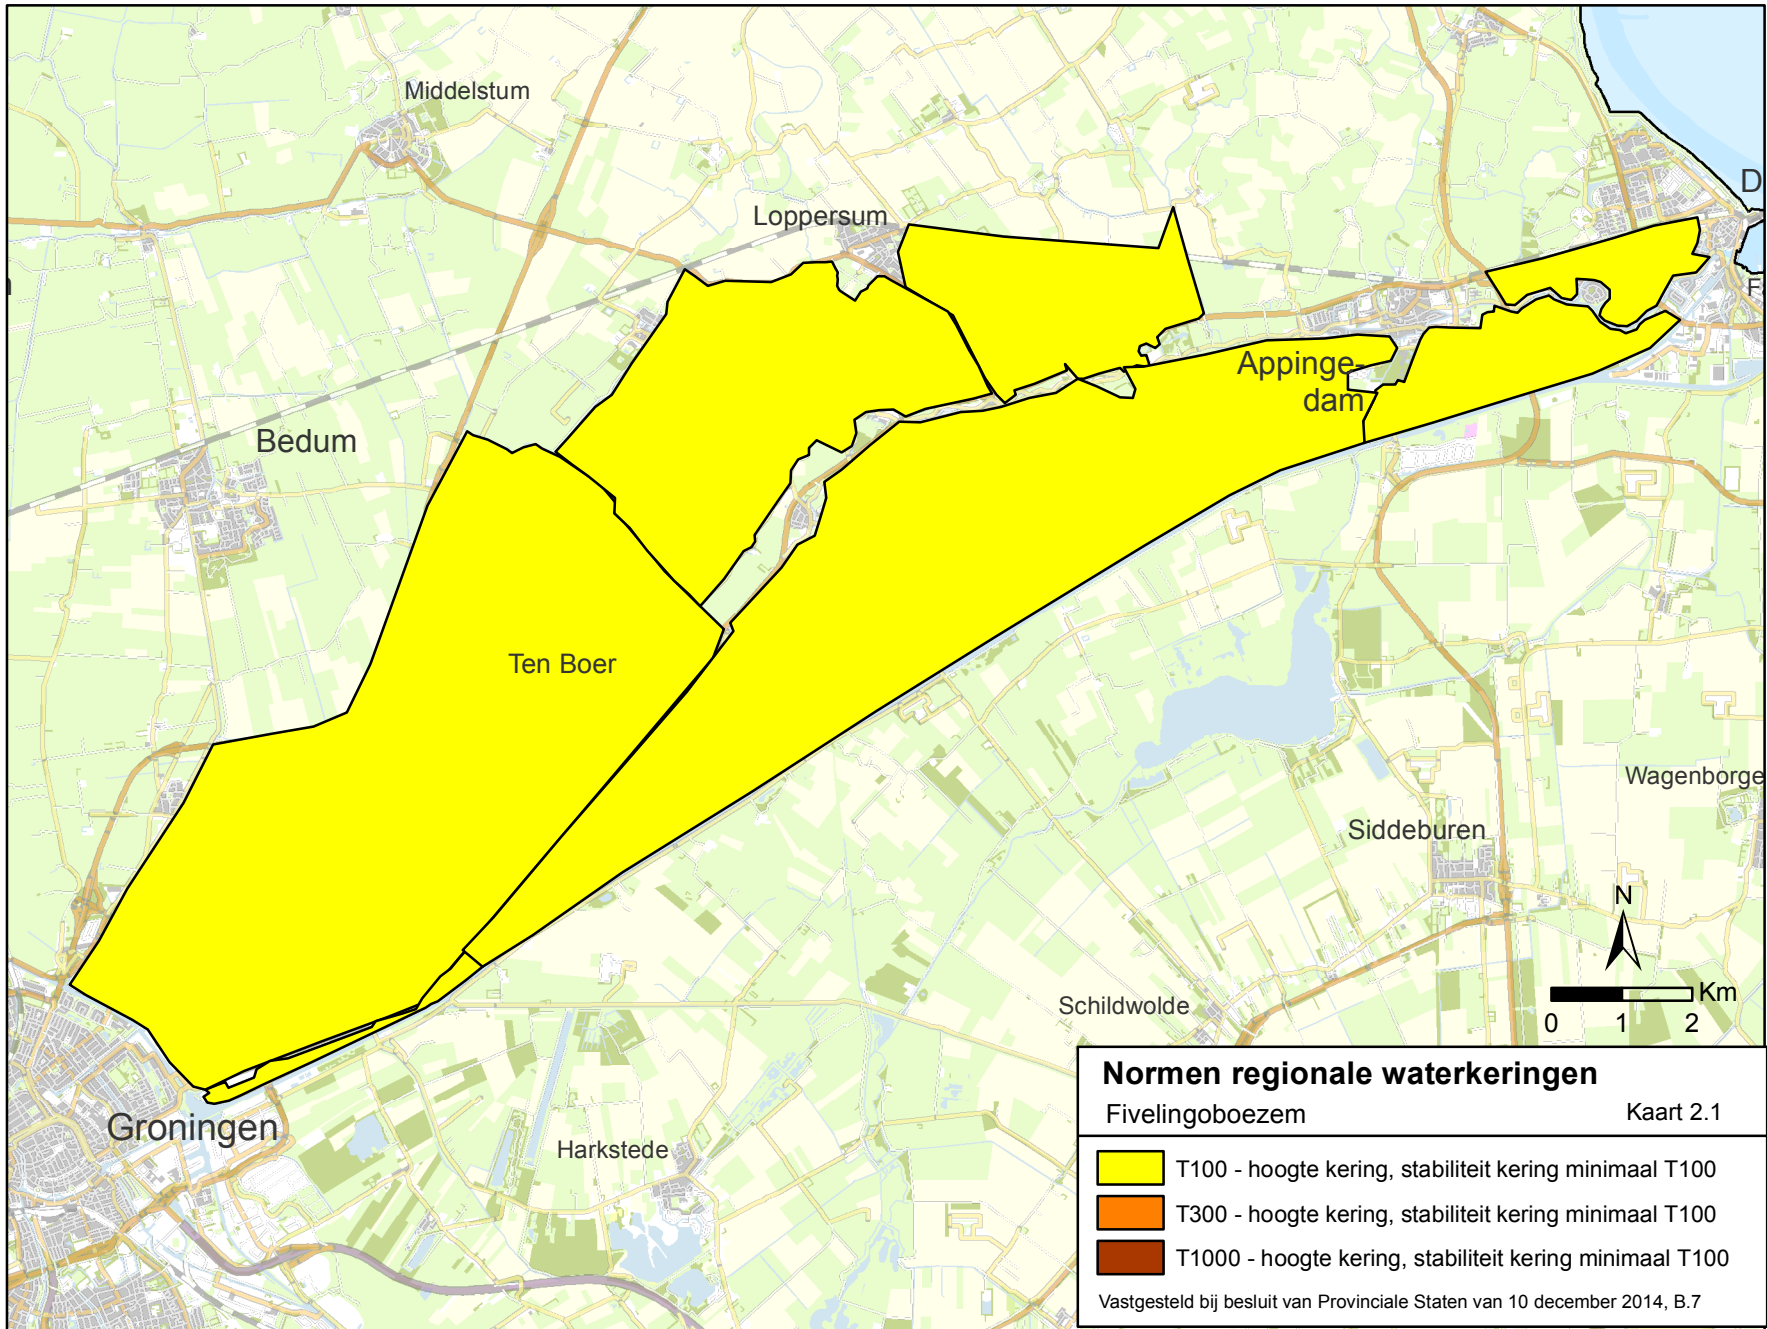 Middelstum
Loppersum
D
F
Appinge-
dam
Bedum
Ten Boer
Wagenborge
Siddeburen
N
Schildwolde
Km
0 1 2
Groningen
Harkstede
Normen regionale waterkeringen
Fivelingoboezem Kaart 2.1
T100 - hoogte kering, stabiliteit kering minimaal T100
T300 - hoogte kering, stabiliteit kering minimaal T100
T1000 - hoogte kering, stabiliteit kering minimaal T100
Vastgesteld bij besluit van Provinciale Staten van 10 december 2014, B.7